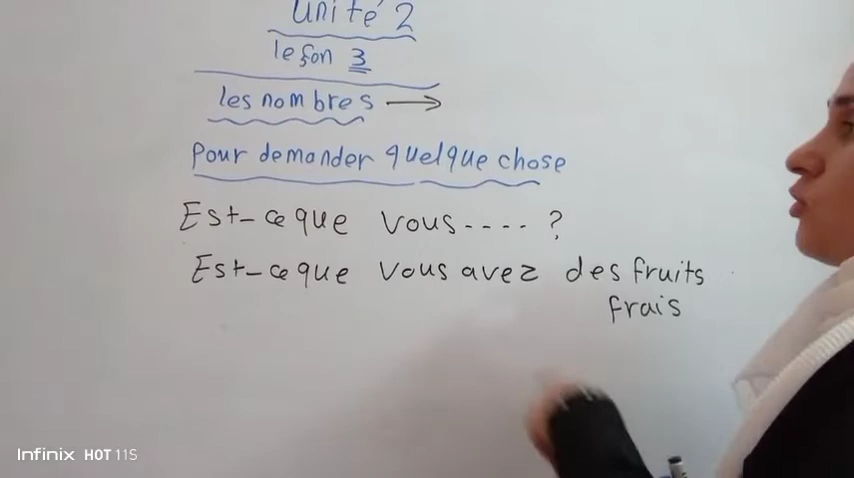 Unité 2
leçon 3
les nombres →
pour demander quelque chose
Est-ce que vous.... ?
Est-ce que vous avez des fruits
frais
Infinix HOT 11S